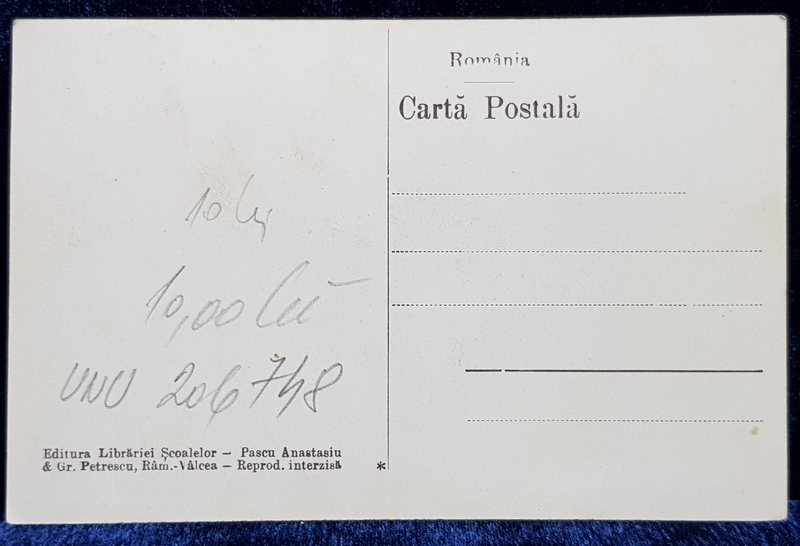 România
Cartă Postală
10 lei
10,00 lei
UNU 206748
Editura Librăriei Școalelor — Pascu Anastasiu
& Gr. Petrescu, Râm.-Vâlcea — Reprod. interzisă *